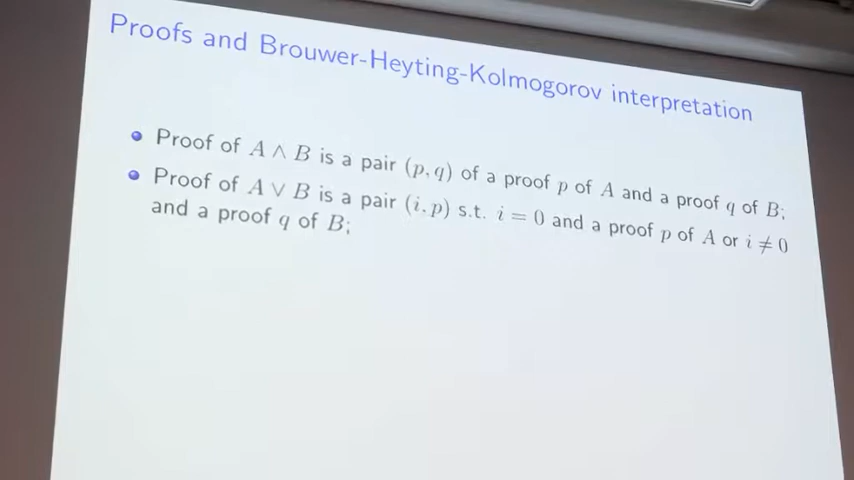 Proofs and Brouwer-Heyting-Kolmogorov interpretation
Proof of A ∧ B is a pair (p, q) of a proof p of A and a proof q of B;
Proof of A ∨ B is a pair (i, p) s.t. i = 0 and a proof p of A or i ≠ 0
and a proof q of B;